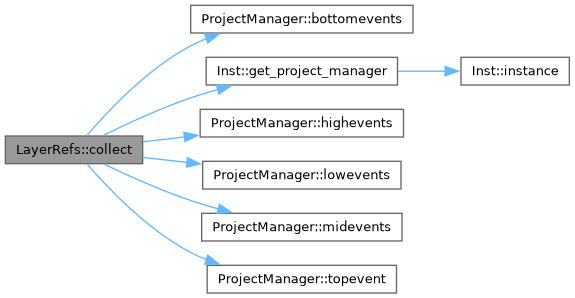 ProjectManager::bottomevents
Inst::get_project_manager
Inst::instance
ProjectManager::highevents
LayerRefs::collect
ProjectManager::lowevents
ProjectManager::midevents
ProjectManager::topevent